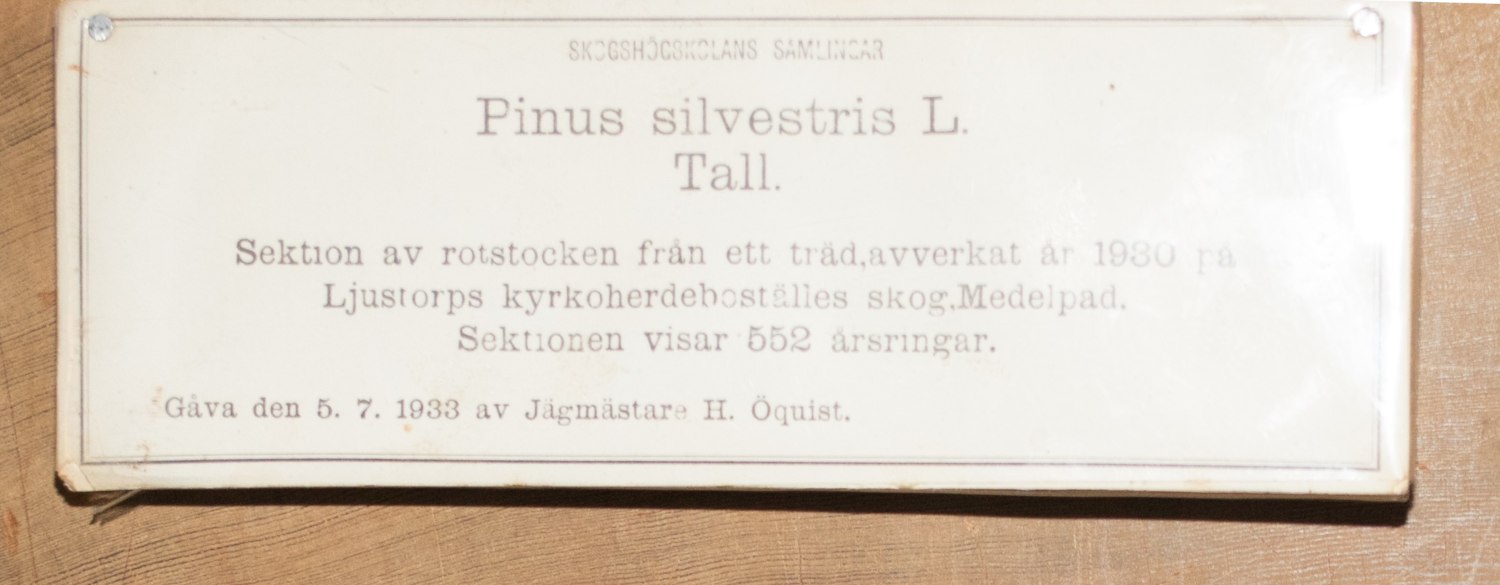 SKOGSHÖGSKOLANS SAMLINGAR
Pinus silvestris L.
Tall.
Sektion av rotstocken från ett träd,avverkat år 1930 på
Ljustorps kyrkoherdeboställes skog,Medelpad.
Sektionen visar 552 årsringar.
Gåva den 5. 7. 1933 av Jägmästare H. Öquist.